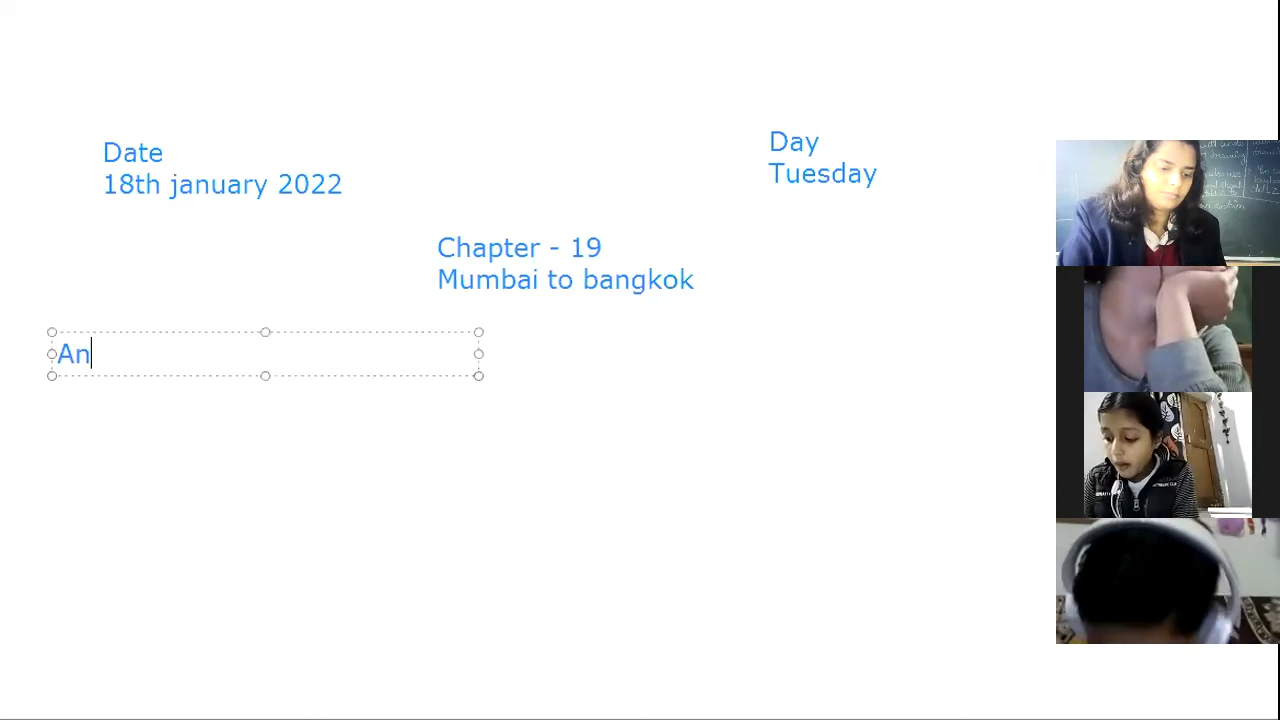 Date
18th january 2022
Day
Tuesday
Chapter - 19
Mumbai to bangkok
An